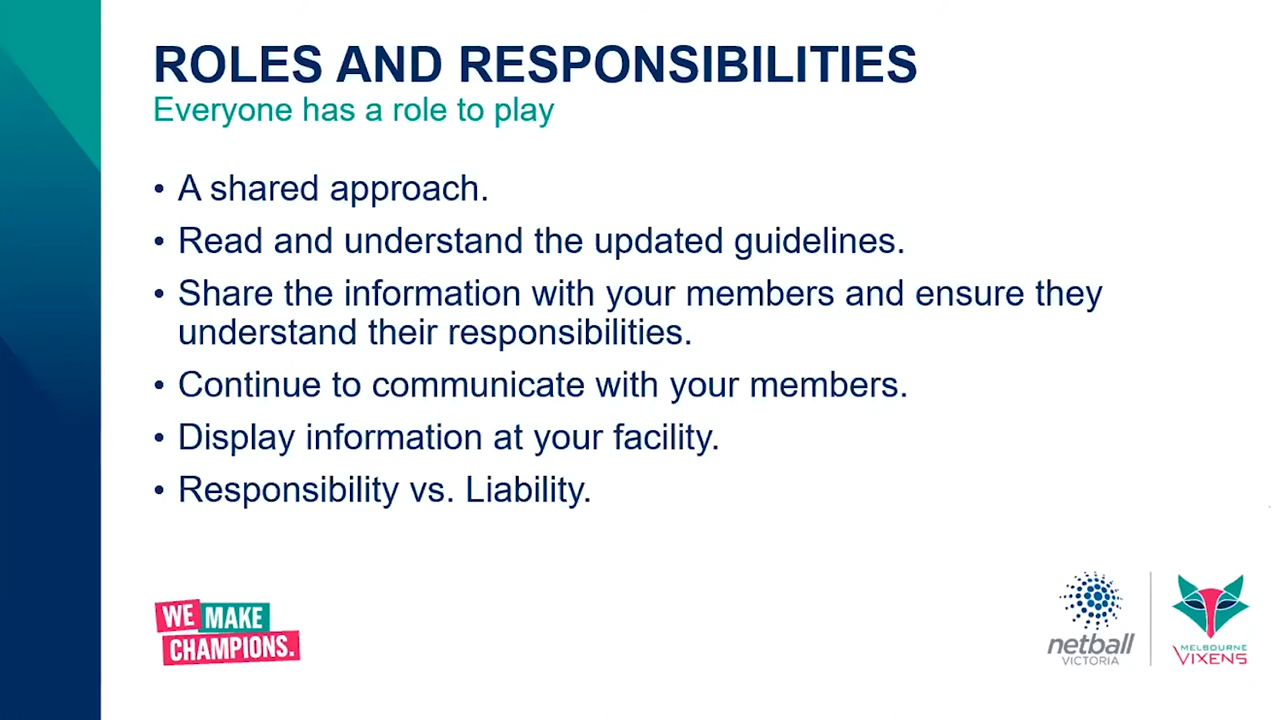 ROLES AND RESPONSIBILITIES
Everyone has a role to play
• A shared approach.
• Read and understand the updated guidelines.
• Share the information with your members and ensure they
understand their responsibilities.
• Continue to communicate with your members.
• Display information at your facility.
• Responsibility vs. Liability.
WE MAKE
CHAMPIONS.
netball
VICTORIA
MELBOURNE
VIXENS